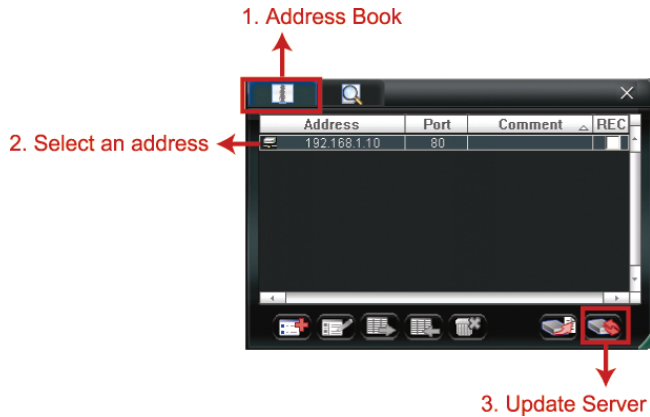 1. Address Book
2. Select an address
Address Port Comment REC
192.168.1.10 80
3. Update Server